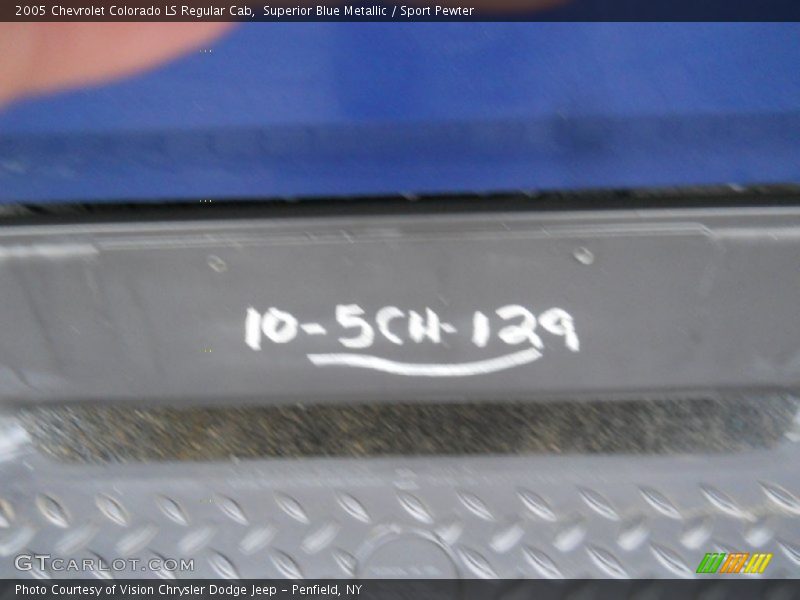 2005 Chevrolet Colorado LS Regular Cab,  Superior Blue Metallic / Sport Pewter
10-5CH-129
GTCARLOT.COM
Photo Courtesy of Vision Chrysler Dodge Jeep – Penfield, NY